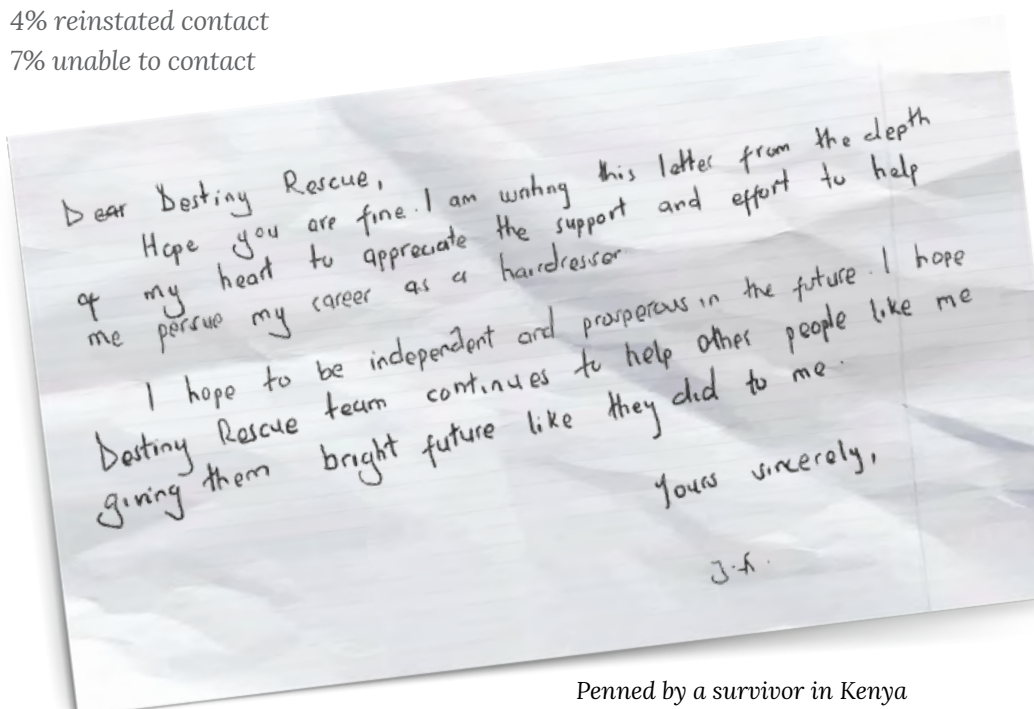 4% reinstated contact
7% unable to contact
Dear Destiny Rescue,
Hope you are fine. I am writing this letter from the depth
of my heart to appreciate the support and effort to help
me persue my career as a hairdresser
I hope to be independent and prosperous in the future. I hope
Destiny Rescue team continues to help other people like me
giving them bright future like they did to me.
Yours sincerely,
Penned by a survivor in Kenya